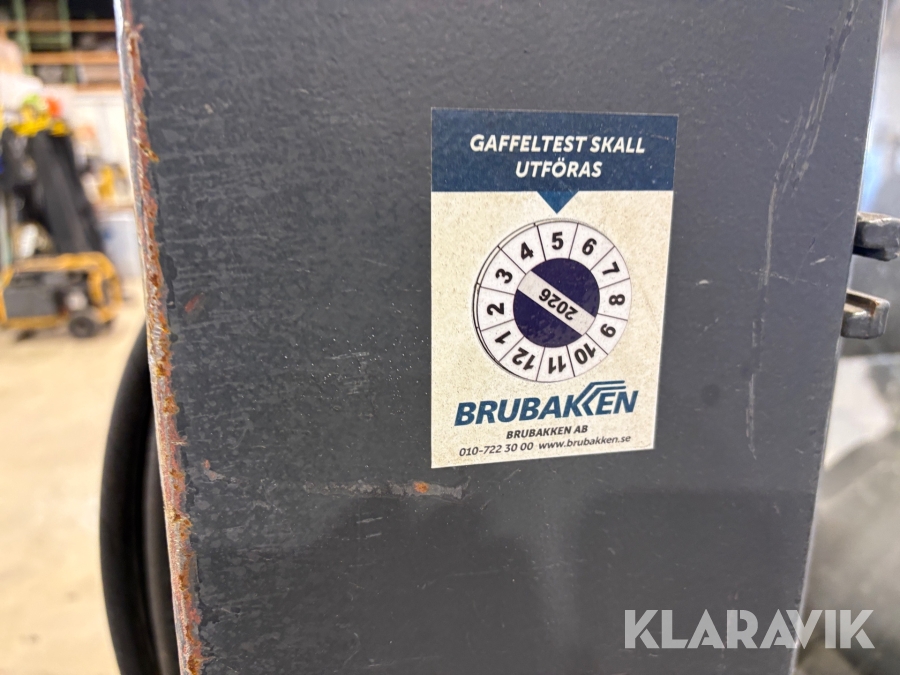 GAFFELTEST SKALL
UTFÖRAS
1 2 3 4 5 6 7 8 9 10 11 12
2026
BRUBAKKEN
BRUBAKKEN AB
010-722 30 00 www.brubakken.se
KLARAVIK